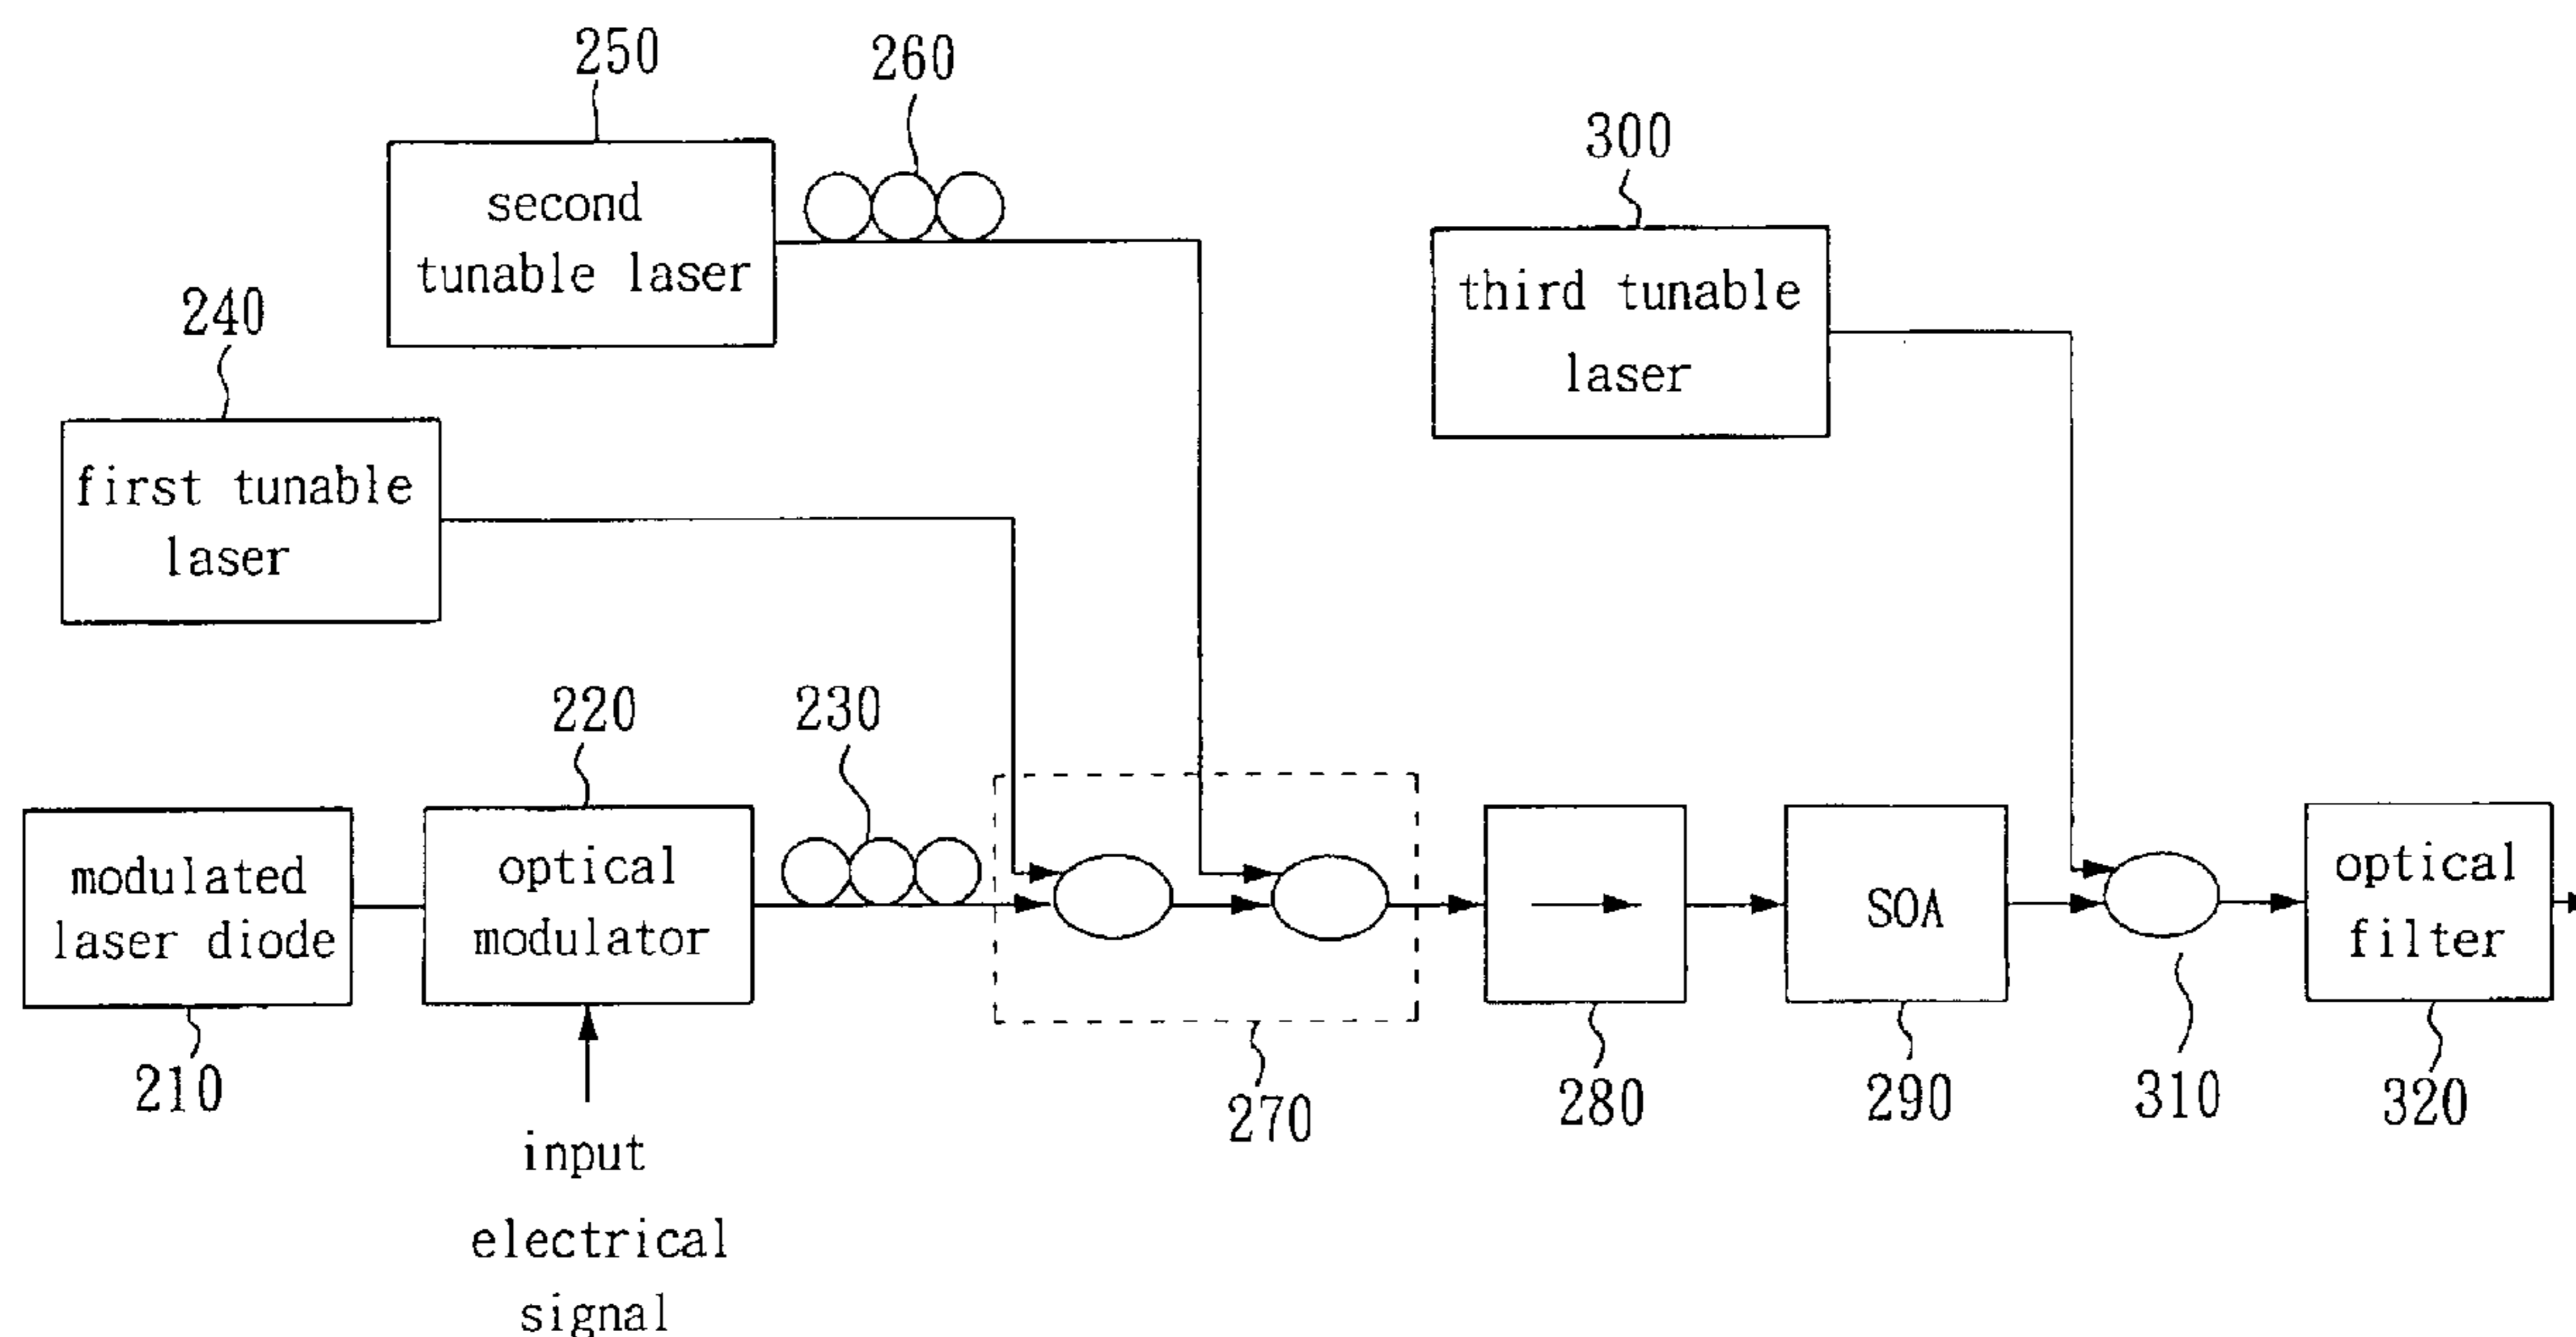 250
260
second
tunable laser
300
third tunable
laser
240
first tunable
laser
220
230
modulated
laser diode
optical
modulator
SOA
optical
filter
210
270
280
290
310
320
input
electrical
signal